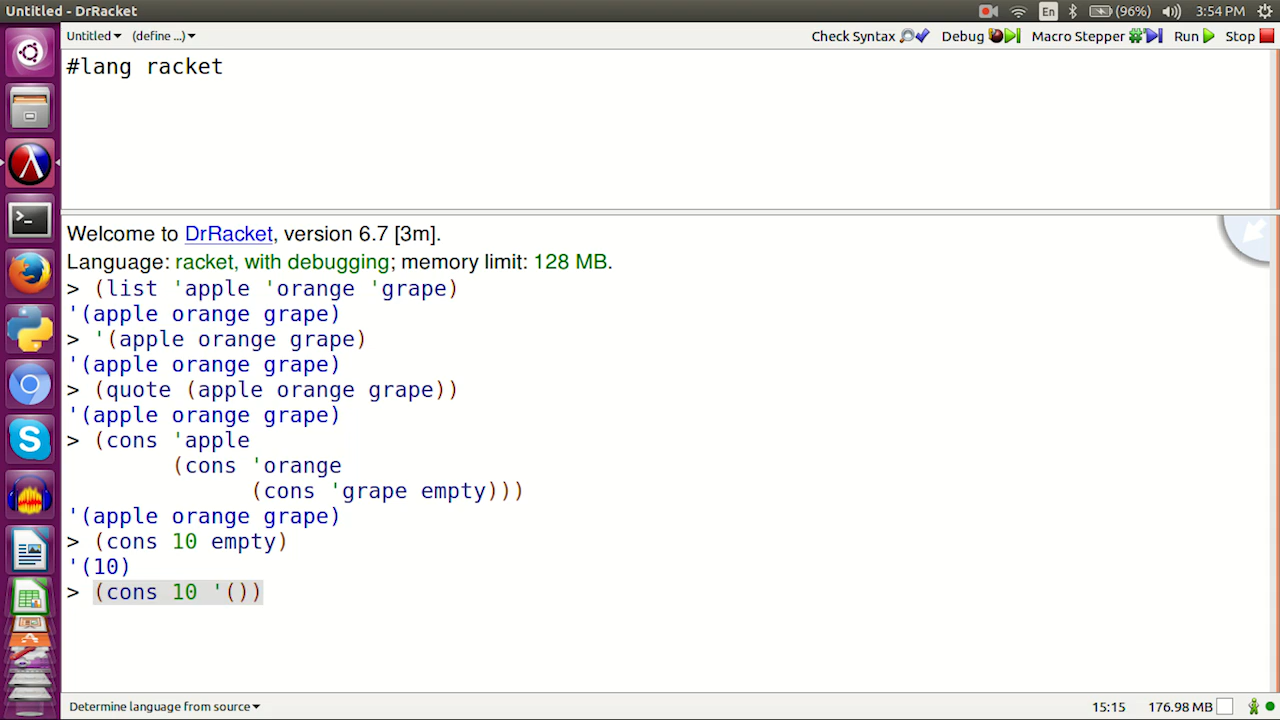 Untitled - DrRacket
En (96%) 3:54 PM
Untitled (define ...) Check Syntax Debug Macro Stepper Run Stop
#lang racket
Welcome to DrRacket, version 6.7 [3m].
Language: racket, with debugging; memory limit: 128 MB.
> (list 'apple 'orange 'grape)
'(apple orange grape)
> '(apple orange grape)
'(apple orange grape)
> (quote (apple orange grape))
'(apple orange grape)
> (cons 'apple
(cons 'orange
(cons 'grape empty)))
'(apple orange grape)
> (cons 10 empty)
'(10)
> (cons 10 '())
Determine language from source 15:15 176.98 MB